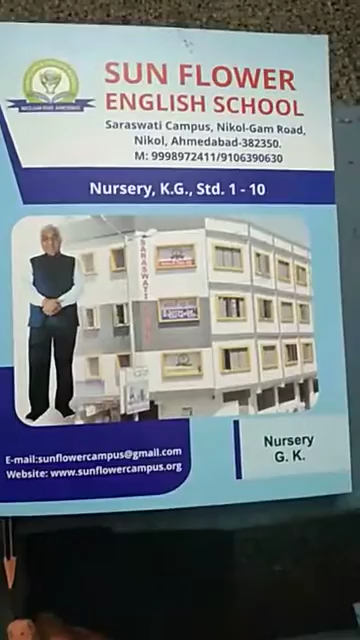 SUN FLOWER
ENGLISH SCHOOL
Saraswati Campus, Nikol-Gam Road,
Nikol, Ahmedabad-382350.
M: 9998972411/9106390630
Nursery, K.G., Std. 1 - 10
SARASWATI
E-mail:sunflowercampus@gmail.com
Website: www.sunflowercampus.org
Nursery
G. K.